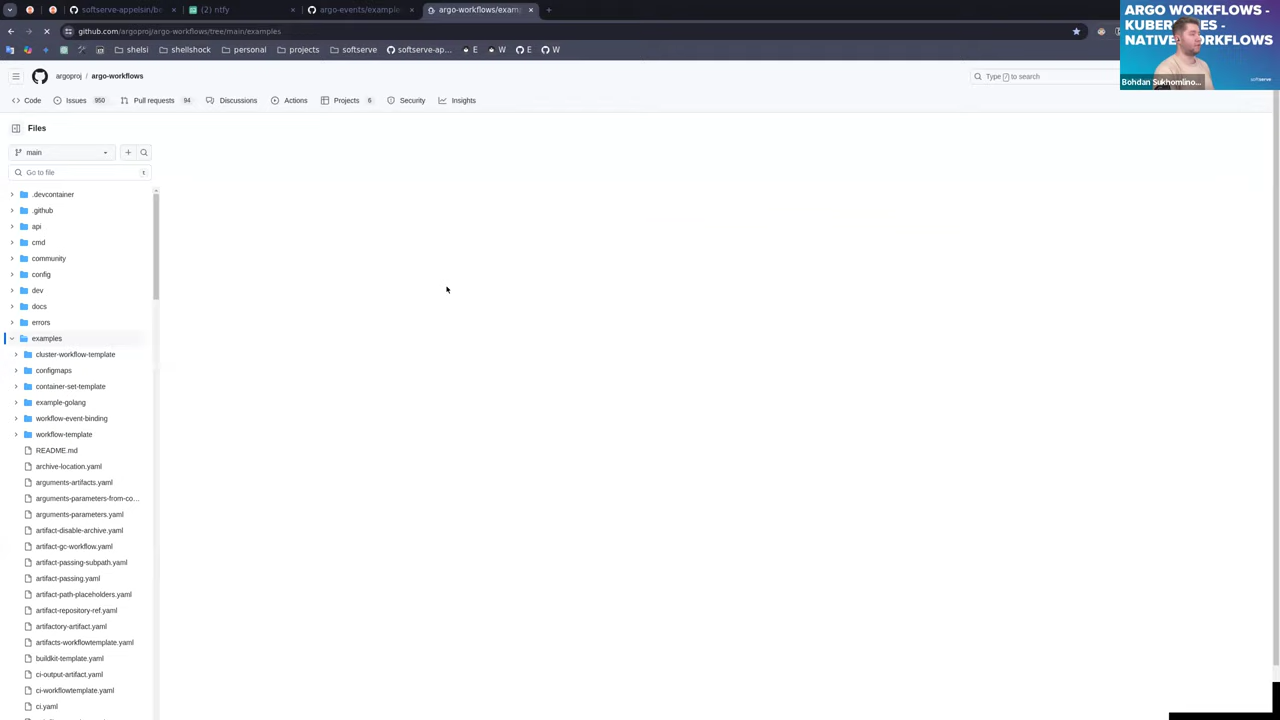 softserve-appelsin/bo
(2) ntfy
argo-events/example
argo-workflows/exam
github.com/argoproj/argo-workflows/tree/main/examples
shelsi
shellshock
personal
projects
softserve
softserve-ap...
E
W
E
W
argoproj / argo-workflows
Type / to search
Code
Issues 950
Pull requests 94
Discussions
Actions
Projects 6
Security
Insights
Files
main
Go to file
t
.devcontainer
.github
api
cmd
community
config
dev
docs
errors
examples
cluster-workflow-template
configmaps
container-set-template
example-golang
workflow-event-binding
workflow-template
README.md
archive-location.yaml
arguments-artifacts.yaml
arguments-parameters-from-co...
arguments-parameters.yaml
artifact-disable-archive.yaml
artifact-gc-workflow.yaml
artifact-passing-subpath.yaml
artifact-passing.yaml
artifact-path-placeholders.yaml
artifact-repository-ref.yaml
artifactory-artifact.yaml
artifacts-workflowtemplate.yaml
buildkit-template.yaml
ci-output-artifact.yaml
ci-workflowtemplate.yaml
ci.yaml
ARGO WORKFLOWS -
NATIVE
Bohdan Sukhomlino...
softserve